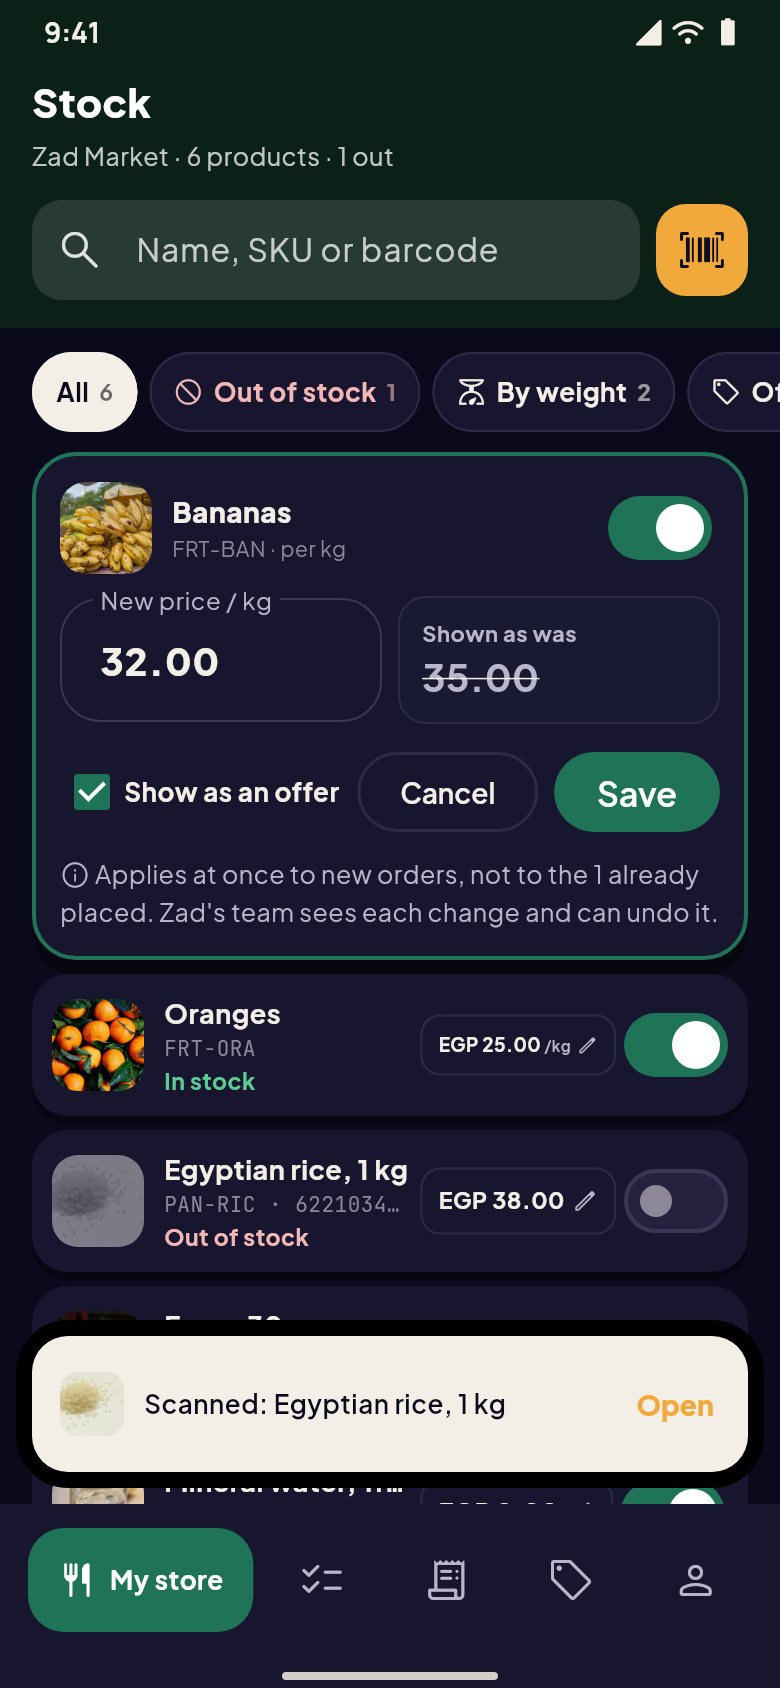 9:41
Stock
Zad Market · 6 products · 1 out
Name, SKU or barcode
All 6
Out of stock 1
By weight 2
Bananas
FRT-BAN · per kg
New price / kg
32.00
Shown as was
35.00
Show as an offer
Cancel
Save
Applies at once to new orders, not to the 1 already
placed. Zad's team sees each change and can undo it.
Oranges
FRT-ORA
In stock
EGP 25.00 /kg
Egyptian rice, 1 kg
PAN-RIC · 6221034…
Out of stock
EGP 38.00
Scanned: Egyptian rice, 1 kg
Open
Mineral water,
My store